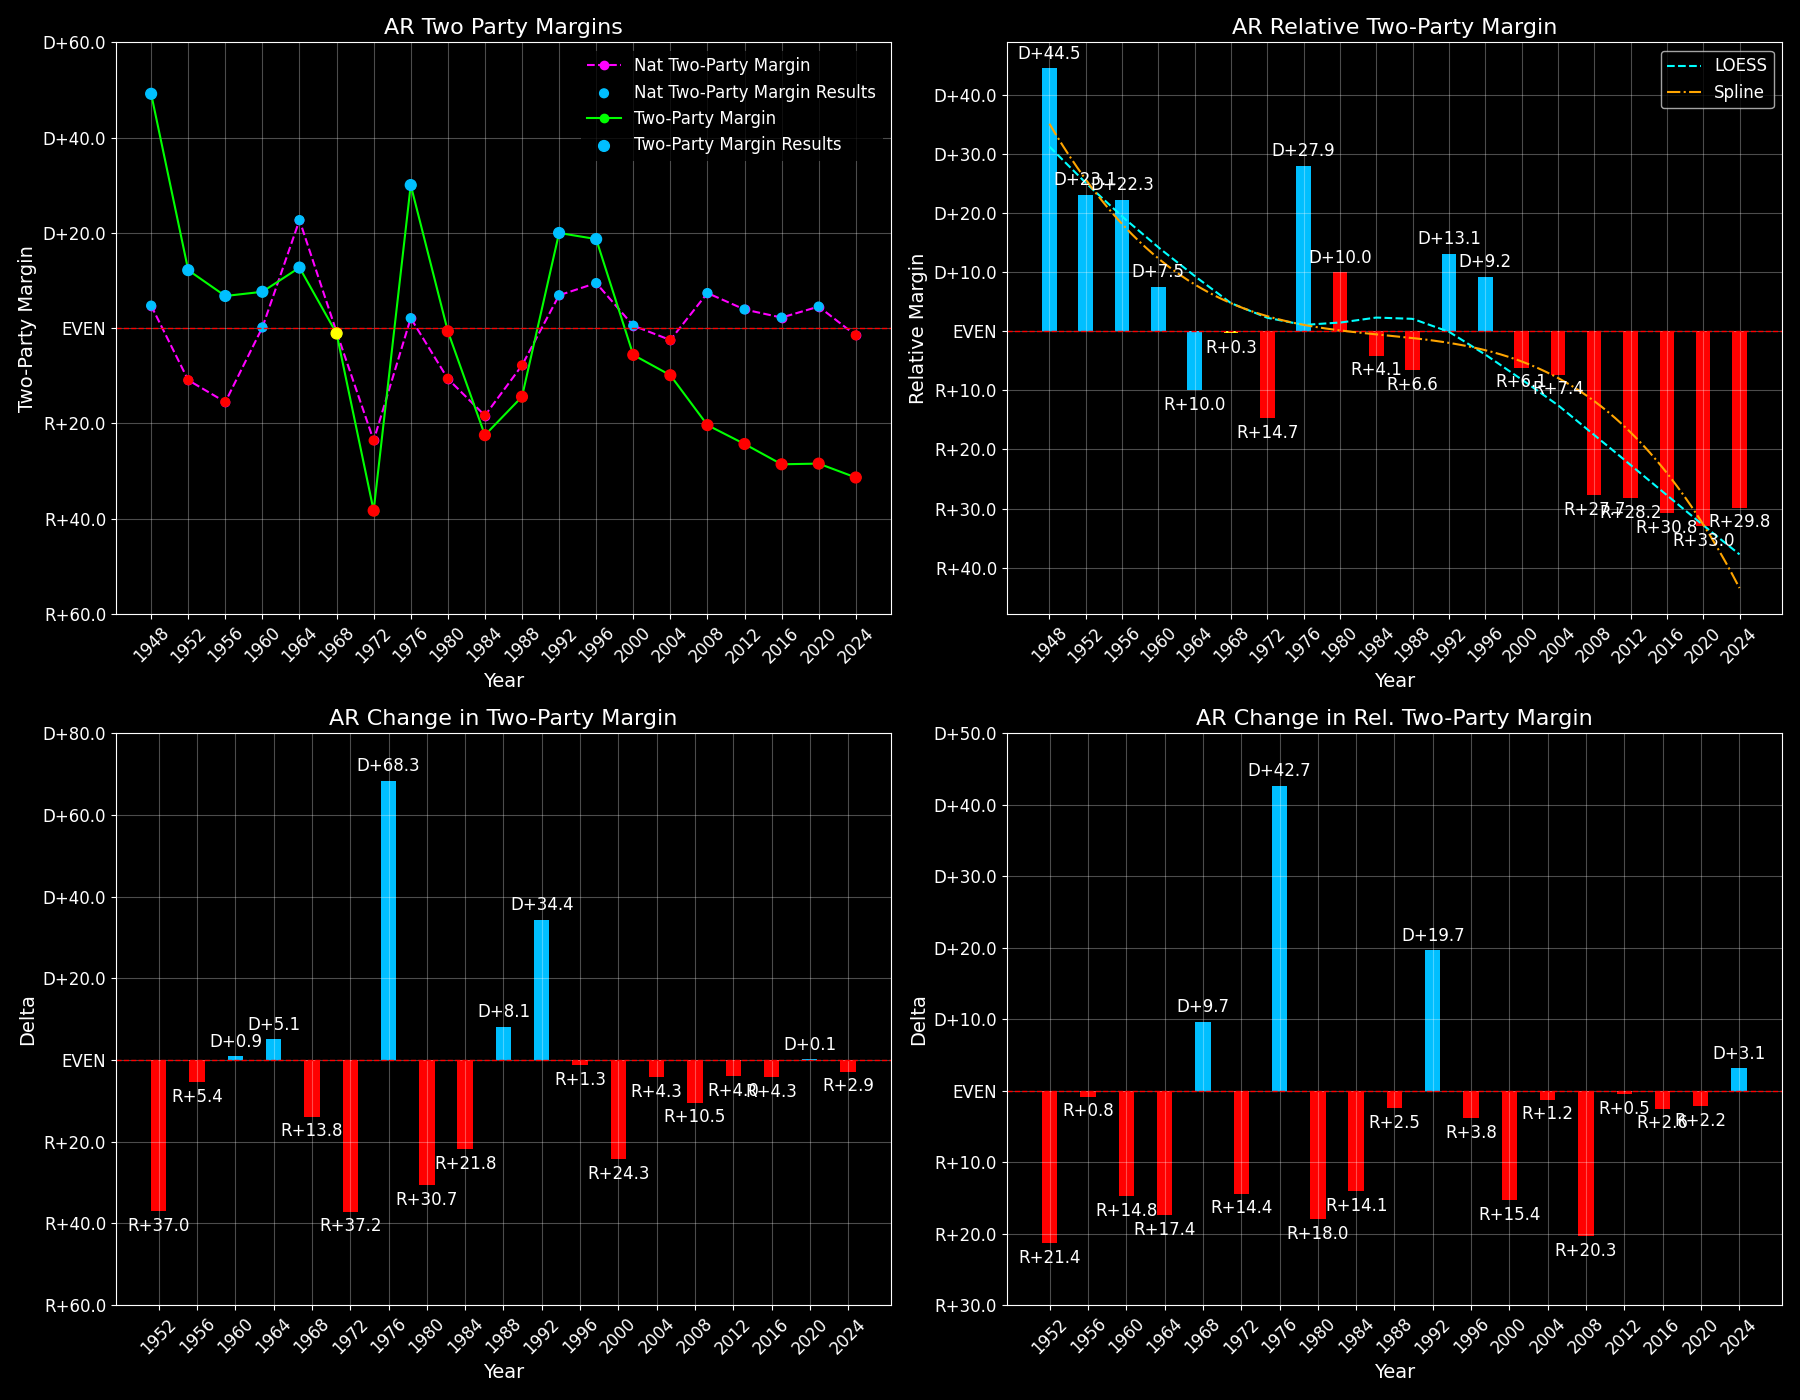 AR Two Party Margins
D+60.0
D+40.0
D+20.0
EVEN
R+20.0
R+40.0
R+60.0
Two-Party Margin
Nat Two-Party Margin
Nat Two-Party Margin Results
Two-Party Margin
Two-Party Margin Results
1948
1952
1956
1960
1964
1968
1972
1976
1980
1984
1988
1992
1996
2000
2004
2008
2012
2016
2020
2024
Year
AR Relative Two-Party Margin
D+40.0
D+30.0
D+20.0
D+10.0
EVEN
R+10.0
R+20.0
R+30.0
R+40.0
Relative Margin
LOESS
Spline
D+44.5
D+23.1
D+22.3
D+7.5
R+10.0
R+0.3
R+14.7
D+27.9
D+10.0
R+4.1
R+6.6
D+13.1
D+9.2
R+6.1
R+7.4
R+27.7
R+28.2
R+30.8
R+33.0
R+29.8
1948
1952
1956
1960
1964
1968
1972
1976
1980
1984
1988
1992
1996
2000
2004
2008
2012
2016
2020
2024
Year
AR Change in Two-Party Margin
D+80.0
D+60.0
D+40.0
D+20.0
EVEN
R+20.0
R+40.0
R+60.0
Delta
R+37.0
R+5.4
D+0.9
D+5.1
R+13.8
R+37.2
D+68.3
R+30.7
R+21.8
D+8.1
D+34.4
R+1.3
R+24.3
R+4.3
R+10.5
R+4.0
R+4.3
D+0.1
R+2.9
1952
1956
1960
1964
1968
1972
1976
1980
1984
1988
1992
1996
2000
2004
2008
2012
2016
2020
2024
Year
AR Change in Rel. Two-Party Margin
D+50.0
D+40.0
D+30.0
D+20.0
D+10.0
EVEN
R+10.0
R+20.0
R+30.0
Delta
R+21.4
R+0.8
R+14.8
R+17.4
D+9.7
R+14.4
D+42.7
R+18.0
R+14.1
R+2.5
D+19.7
R+3.8
R+15.4
R+1.2
R+20.3
R+0.5
R+2.6
R+2.2
D+3.1
1952
1956
1960
1964
1968
1972
1976
1980
1984
1988
1992
1996
2000
2004
2008
2012
2016
2020
2024
Year